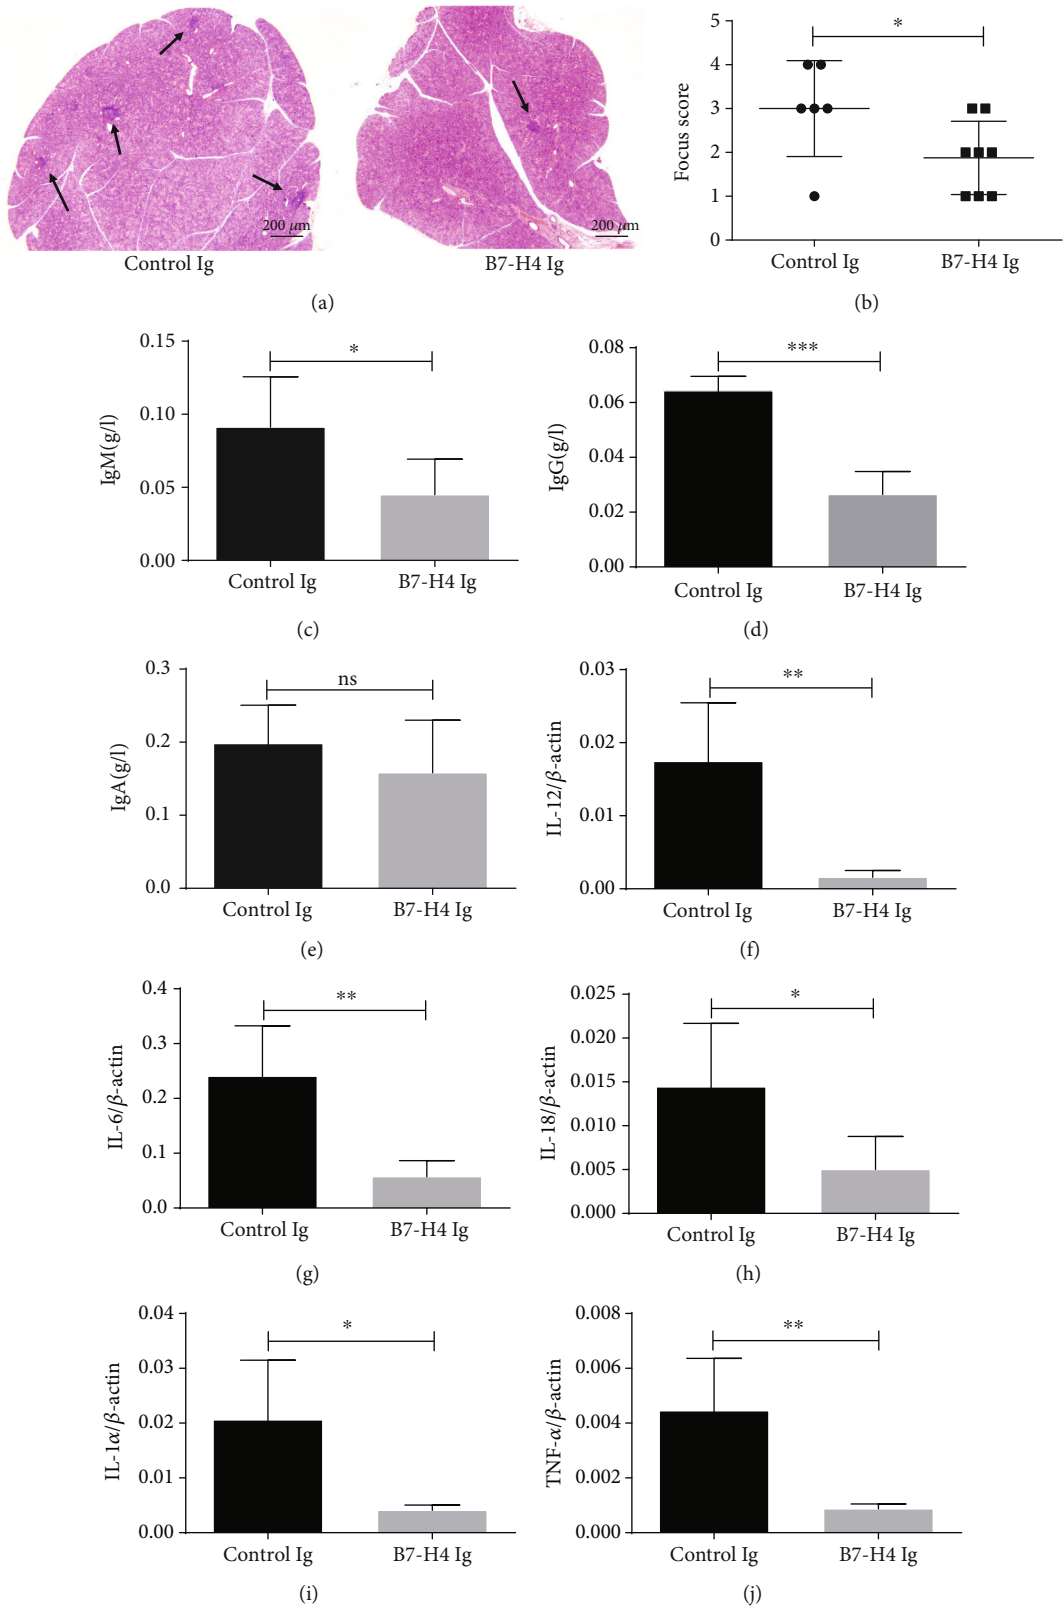 200 μm
200 μm
Control Ig
B7-H4 Ig
(a)
Focus score
5
4
3
2
1
0
*
Control Ig
B7-H4 Ig
(b)
IgM(g/l)
0.15
0.10
0.05
0.00
*
Control Ig
B7-H4 Ig
(c)
IgG(g/l)
0.08
0.06
0.04
0.02
0.00
***
Control Ig
B7-H4 Ig
(d)
IgA(g/l)
0.3
0.2
0.1
0.0
ns
Control Ig
B7-H4 Ig
(e)
IL-12/β-actin
0.03
0.02
0.01
0.00
**
Control Ig
B7-H4 Ig
(f)
IL-6/β-actin
0.4
0.3
0.2
0.1
0.0
**
Control Ig
B7-H4 Ig
(g)
IL-18/β-actin
0.025
0.020
0.015
0.010
0.005
0.000
*
Control Ig
B7-H4 Ig
(h)
IL-1α/β-actin
0.04
0.03
0.02
0.01
0.00
*
Control Ig
B7-H4 Ig
(i)
TNF-α/β-actin
0.008
0.006
0.004
0.002
0.000
**
Control Ig
B7-H4 Ig
(j)